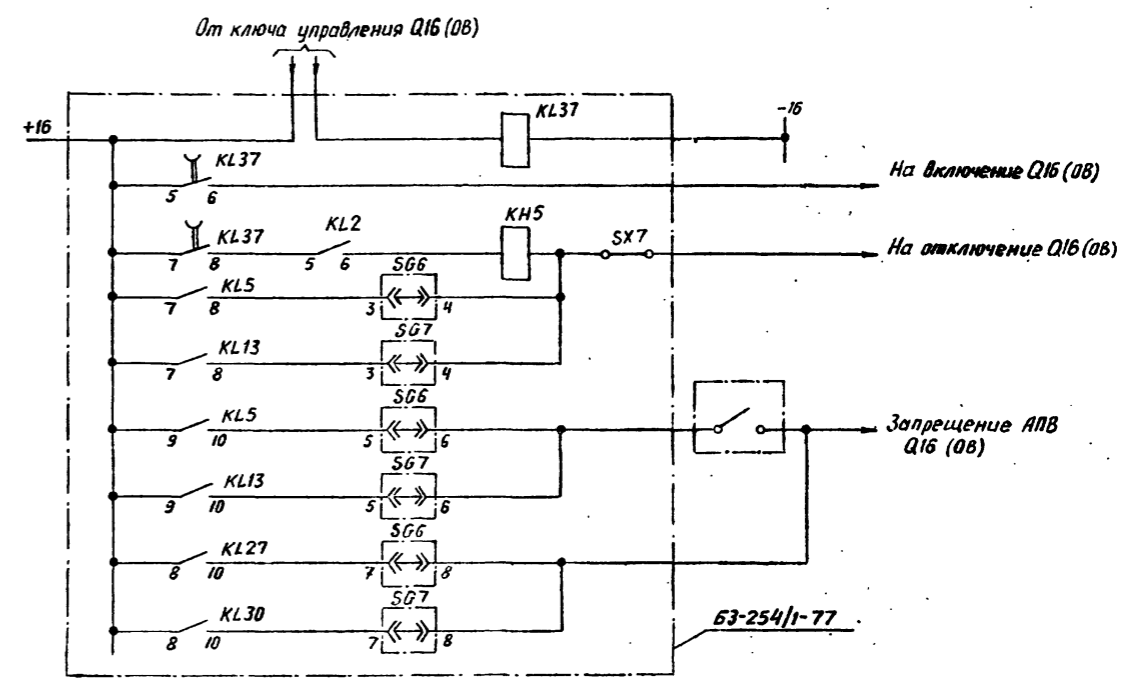 От ключа управления Q16 (ОВ)
+16
KL37
-16
KL37
5 6
На включение Q16 (ОВ)
KL37
7 8
KL2
5 6
KH5
SX7
На отключение Q16 (ОВ)
KL5
7 8
SG6
3 4
KL13
7 8
SG7
3 4
KL5
9 10
SG6
5 6
Запрещение АПВ
Q16 (ОВ)
KL13
9 10
SG7
5 6
KL27
8 10
SG6
7 8
KL30
8 10
SG7
7 8
БЗ-254/1-77